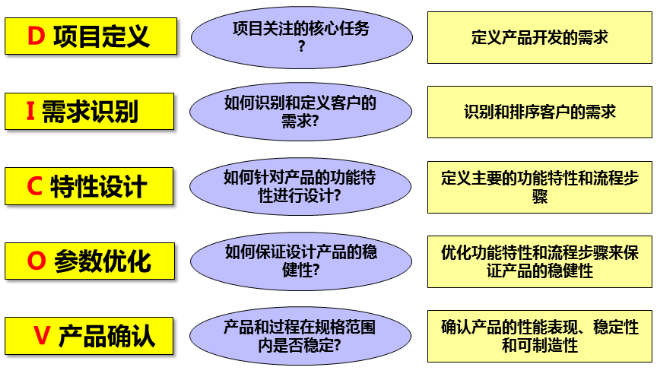 D 项目定义
项目关注的核心任务
?
定义产品开发的需求
I 需求识别
如何识别和定义客户的
需求?
识别和排序客户的需求
C 特性设计
如何针对产品的功能特
性进行设计?
定义主要的功能特性和流程步
骤
O 参数优化
如何保证设计产品的稳
健性?
优化功能特性和流程步骤来保
证产品的稳健性
V 产品确认
产品和过程在规格范围
内是否稳定?
确认产品的性能表现、稳定性
和可制造性